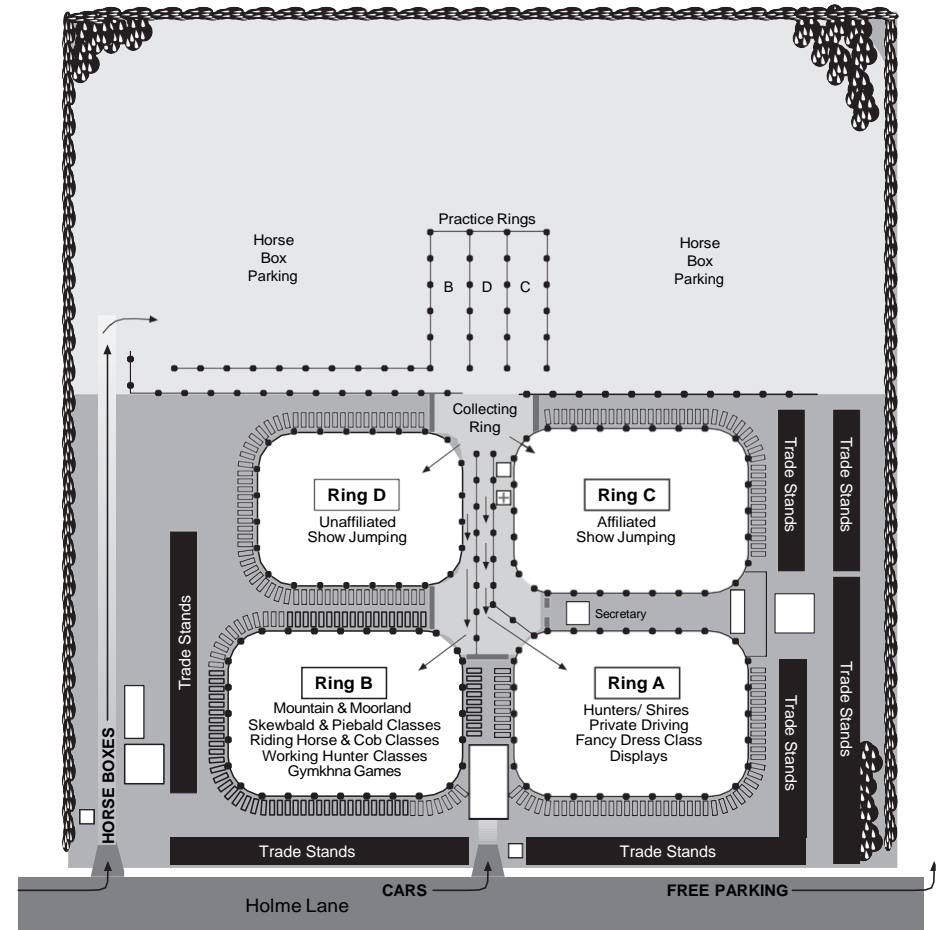 Practice Rings
Horse
Box
Parking
Horse
Box
Parking
B
D
C
Collecting
Ring
Ring D
Unaffiliated
Show Jumping
Ring C
Affiliated
Show Jumping
Trade Stands
Trade Stands
Trade Stands
Secretary
Ring B
Mountain & Moorland
Skewbald & Piebald Classes
Riding Horse & Cob Classes
Working Hunter Classes
Gymkhna Games
Ring A
Hunters/ Shires
Private Driving
Fancy Dress Class
Displays
Trade Stands
Trade Stands
HORSE BOXES
Trade Stands
Trade Stands
CARS
FREE PARKING
Holme Lane